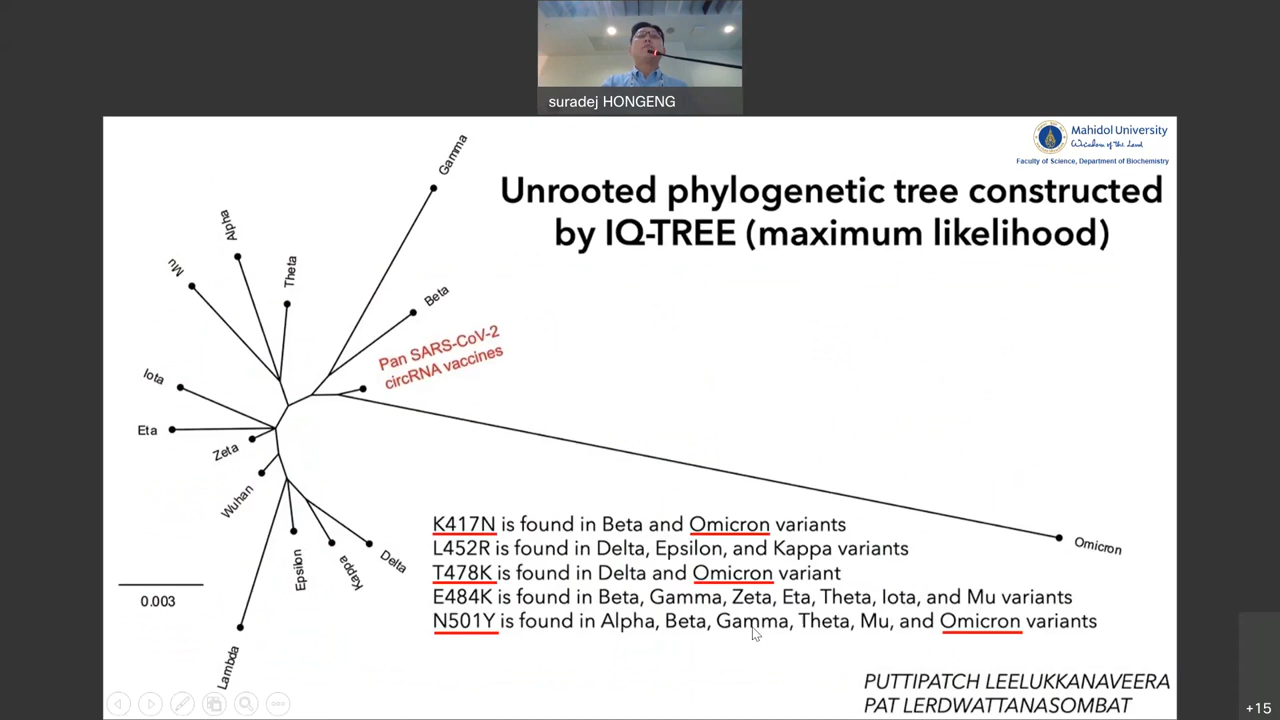 suradej HONGENG
Mahidol University
Wisdom of the Land
Faculty of Science, Department of Biochemistry
Unrooted phylogenetic tree constructed
by IQ-TREE (maximum likelihood)
Gamma
Alpha
Mu
Theta
Beta
Pan SARS-CoV-2
circRNA vaccines
Iota
Eta
Zeta
Wuhan
Epsilon
Kappa
Delta
Omicron
Lambda
0.003
K417N is found in Beta and Omicron variants
L452R is found in Delta, Epsilon, and Kappa variants
T478K is found in Delta and Omicron variant
E484K is found in Beta, Gamma, Zeta, Eta, Theta, Iota, and Mu variants
N501Y is found in Alpha, Beta, Gamma, Theta, Mu, and Omicron variants
PUTTIPATCH LEELUKKANAVEERA
PAT LERDWATTANASOMBAT
+15